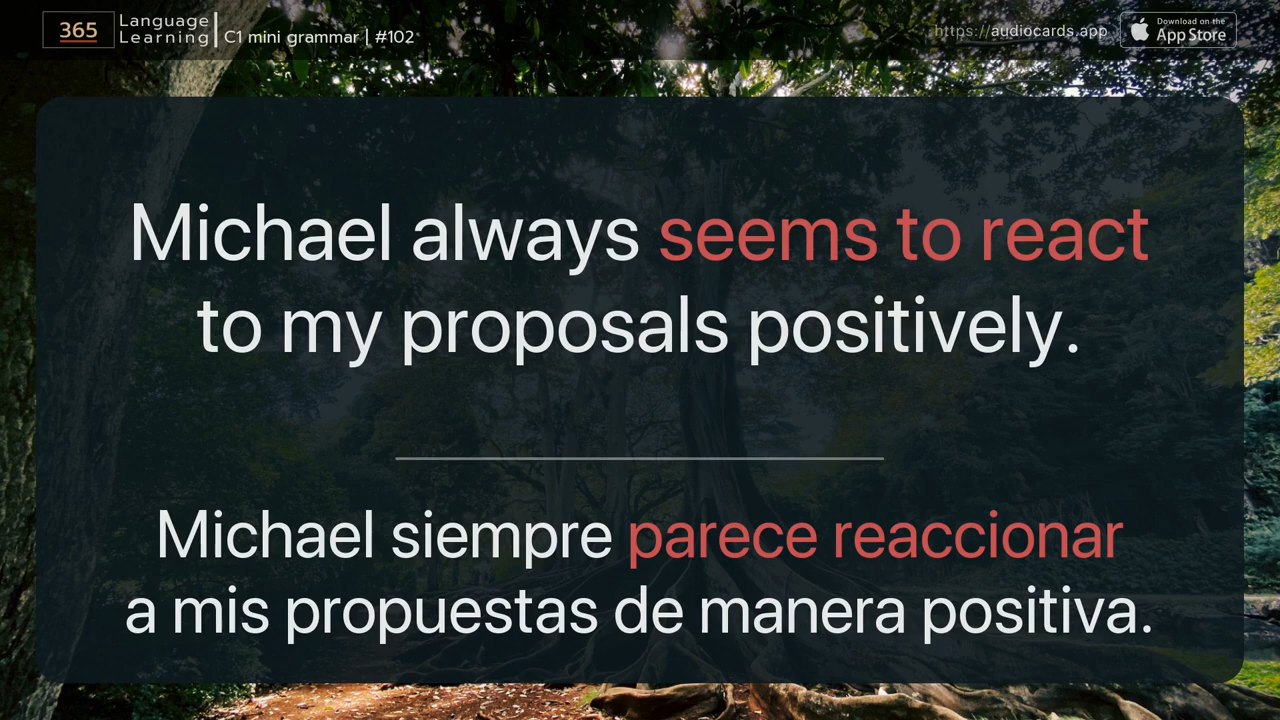 365
Language
Learning
C1 mini grammar | #102
https://audiocards.app
Download on the
App Store
Michael always seems to react
to my proposals positively.
Michael siempre parece reaccionar
a mis propuestas de manera positiva.